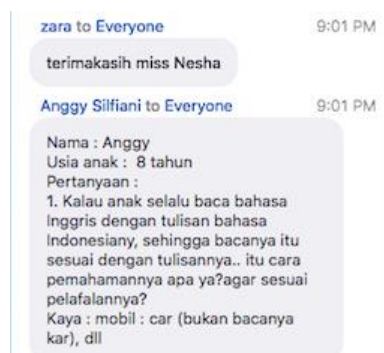 zara to Everyone 9:01 PM
terimakasih miss Nesha
Anggy Silfiani to Everyone 9:01 PM
Nama : Anggy
Usia anak : 8 tahun
Pertanyaan :
1. Kalau anak selalu baca bahasa
Inggris dengan tulisan bahasa
Indonesiany, sehingga bacanya itu
sesuai dengan tulisannya.. itu cara
pemahamannya apa ya?agar sesuai
pelafalannya?
Kaya : mobil : car (bukan bacanya
kar), dll